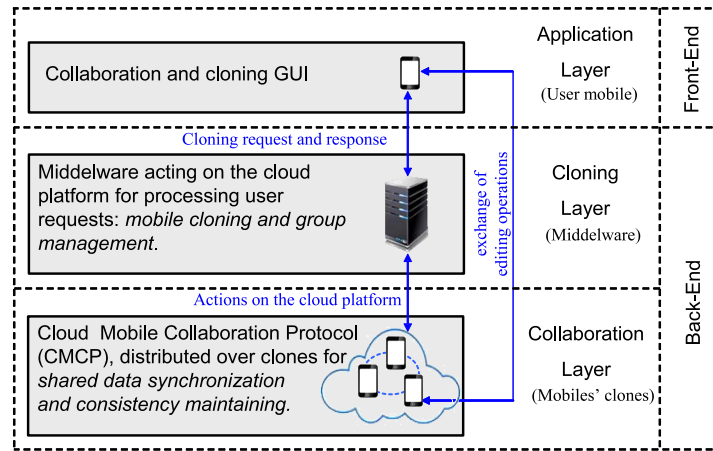 Collaboration and cloning GUI
Application
Layer
(User mobile)
Front-End
Cloning request and response
Middelware acting on the cloud
platform for processing user
requests: mobile cloning and group
management.
exchange of
editing operations
Cloning
Layer
(Middelware)
Back-End
Actions on the cloud platform
Cloud Mobile Collaboration Protocol
(CMCP), distributed over clones for
shared data synchronization
and consistency maintaining.
Collaboration
Layer
(Mobiles' clones)